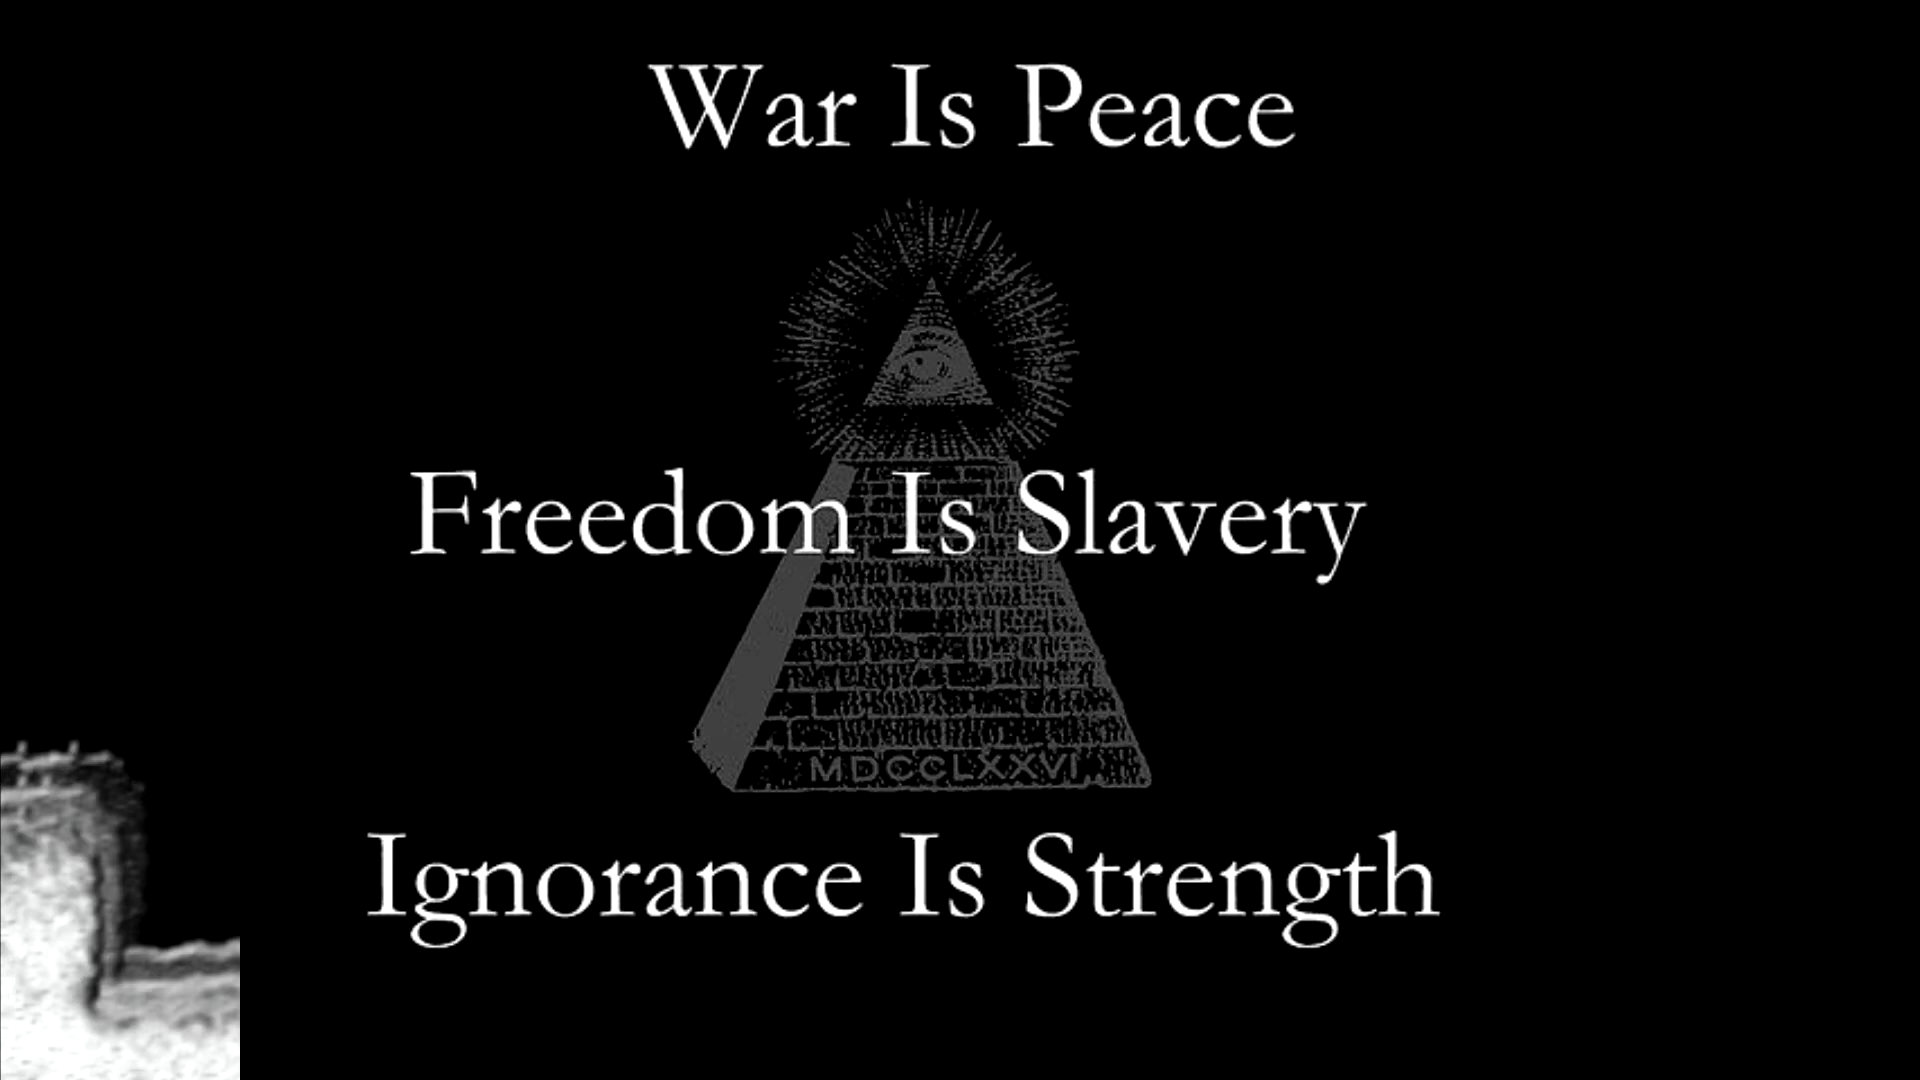 War Is Peace
Freedom Is Slavery
MDCCLXXVI
Ignorance Is Strength